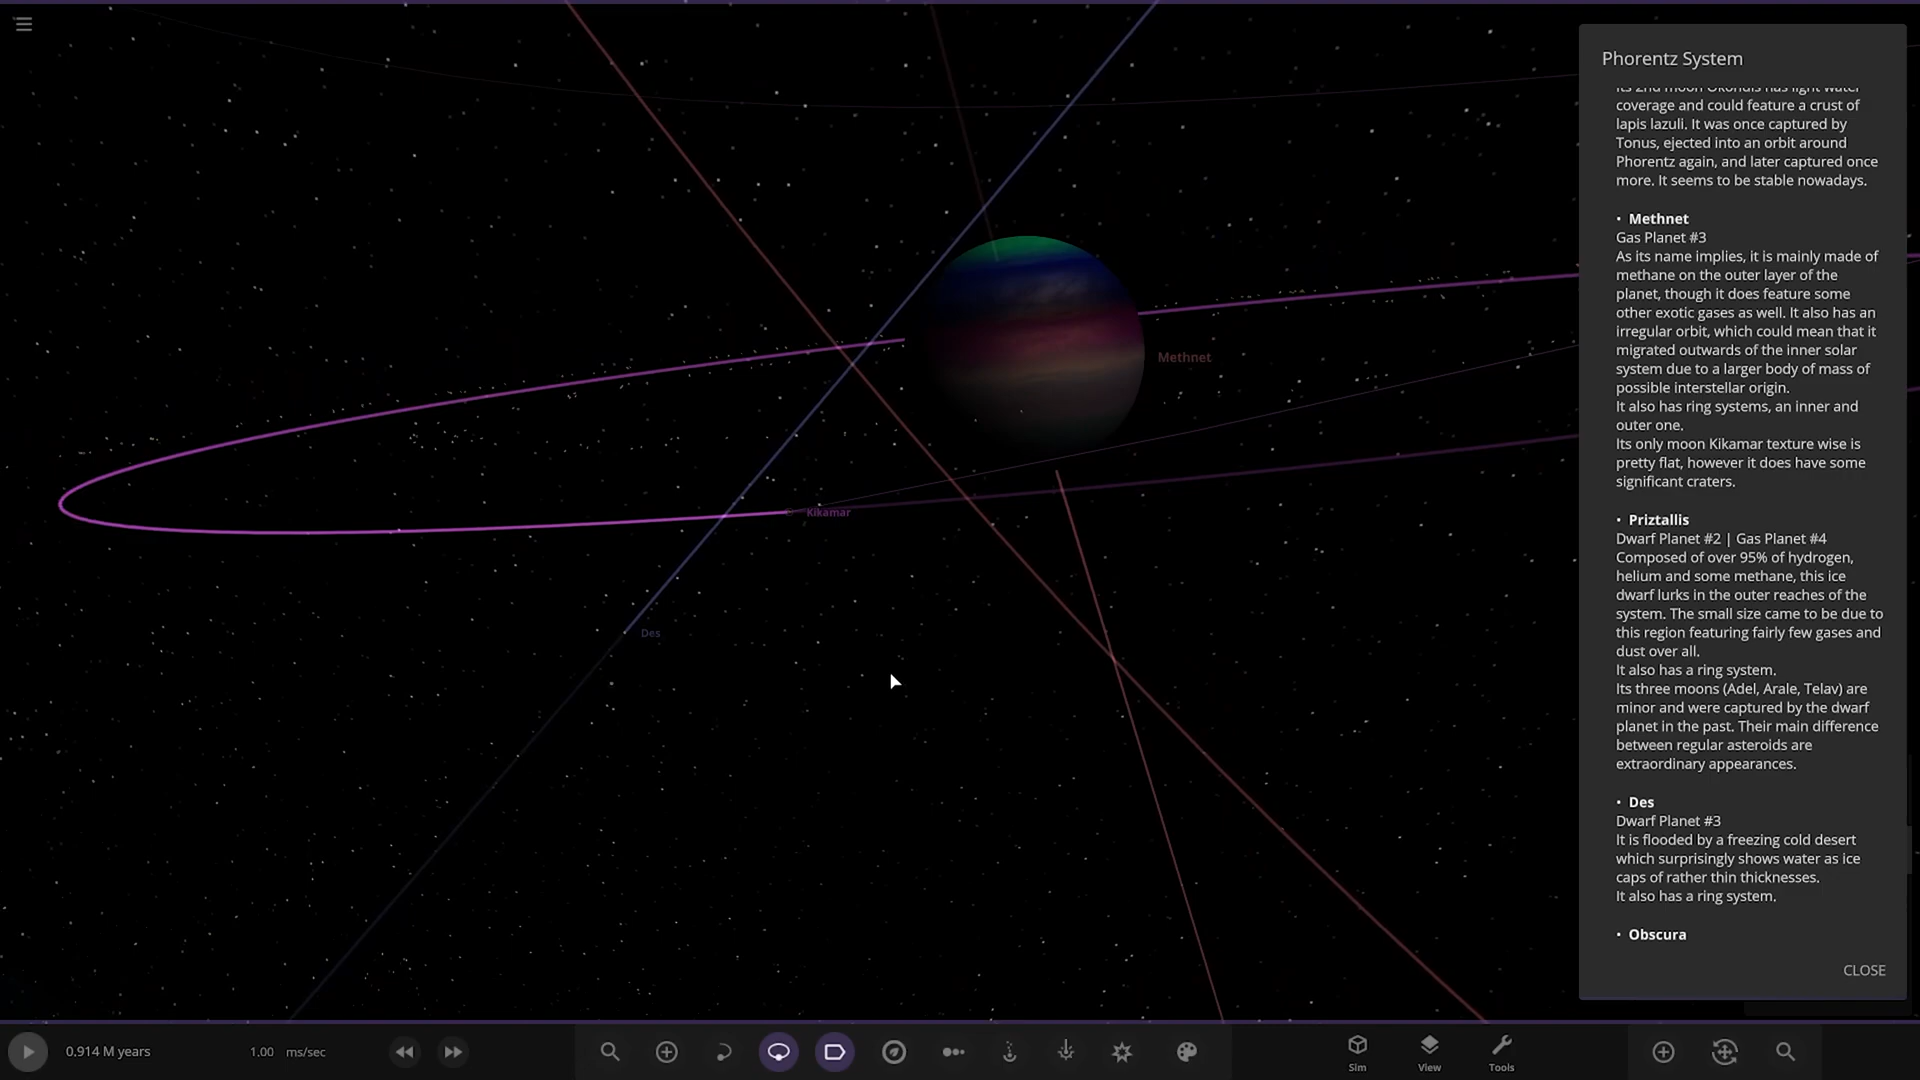 Phorentz System
Its 2nd moon Okondis has light water
coverage and could feature a crust of
lapis lazuli. It was once captured by
Tonus, ejected into an orbit around
Phorentz again, and later captured once
more. It seems to be stable nowadays.
• Methnet
Gas Planet #3
As its name implies, it is mainly made of
methane on the outer layer of the
planet, though it does feature some
other exotic gases as well. It also has an
irregular orbit, which could mean that it
migrated outwards of the inner solar
system due to a larger body of mass of
possible interstellar origin.
It also has ring systems, an inner and
outer one.
Its only moon Kikamar texture wise is
pretty flat, however it does have some
significant craters.
• Priztallis
Dwarf Planet #2 | Gas Planet #4
Composed of over 95% of hydrogen,
helium and some methane, this ice
dwarf lurks in the outer reaches of the
system. The small size came to be due to
this region featuring fairly few gases and
dust over all.
It also has a ring system.
Its three moons (Adel, Arale, Telav) are
minor and were captured by the dwarf
planet in the past. Their main difference
between regular asteroids are
extraordinary appearances.
• Des
Dwarf Planet #3
It is flooded by a freezing cold desert
which surprisingly shows water as ice
caps of rather thin thicknesses.
It also has a ring system.
• Obscura
CLOSE
Methnet
Kikamar
Des
0.914 M years
1.00 ms/sec
Sim
View
Tools